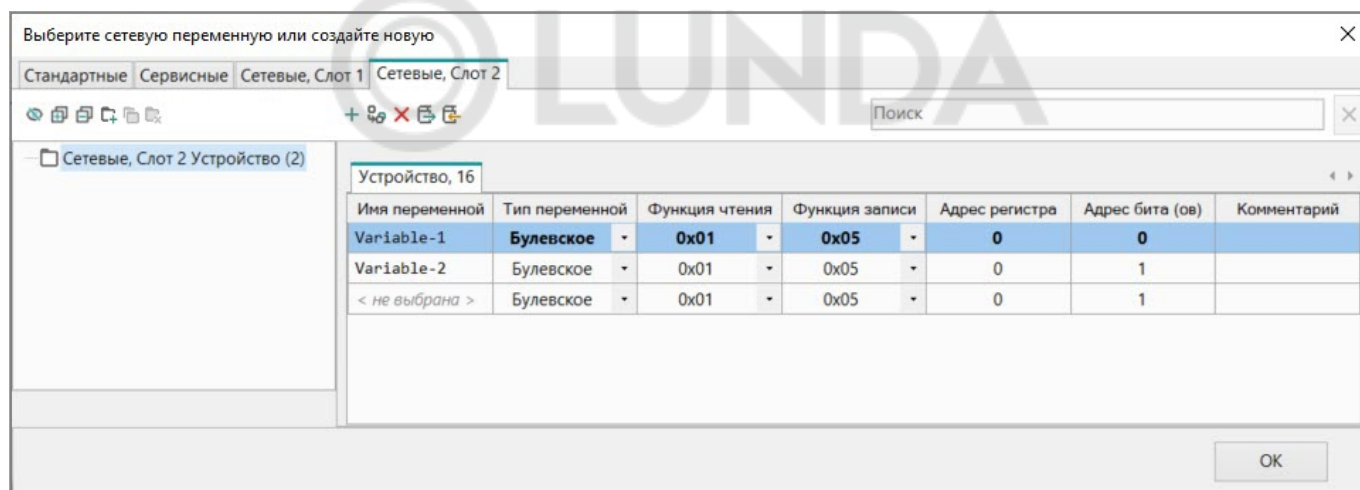 LUNDA
Выберите сетевую переменную или создайте новую
Стандартные Сервисные Сетевые, Слот 1 Сетевые, Слот 2
Поиск
Сетевые, Слот 2 Устройство (2)
Устройство, 16
Имя переменной Тип переменной Функция чтения Функция записи Адрес регистра Адрес бита (ов) Комментарий
Variable-1 Булевское 0x01 0x05 0 0
Variable-2 Булевское 0x01 0x05 0 1
< не выбрана > Булевское 0x01 0x05 0 1
OK